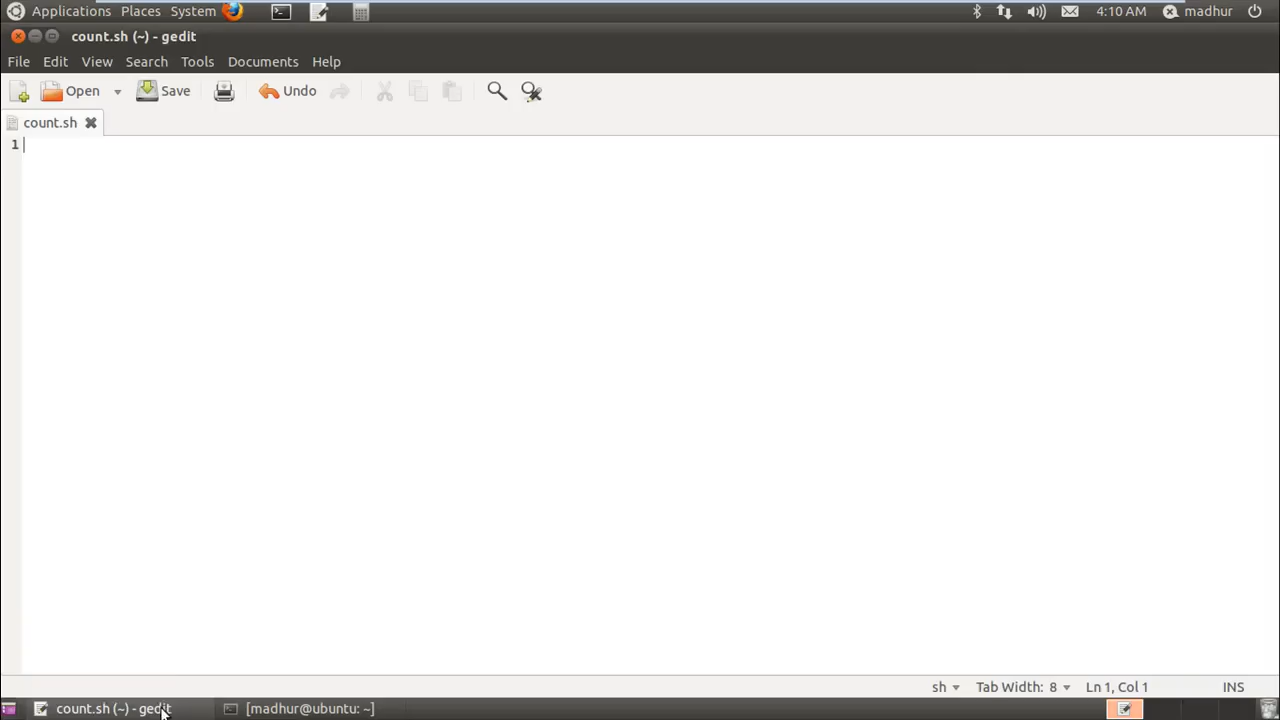 Applications Places System 4:10 AM madhur
count.sh (~) - gedit
File Edit View Search Tools Documents Help
Open Save Undo
count.sh
1
sh Tab Width: 8 Ln 1, Col 1 INS
count.sh (~) - gedit [madhur@ubuntu: ~]